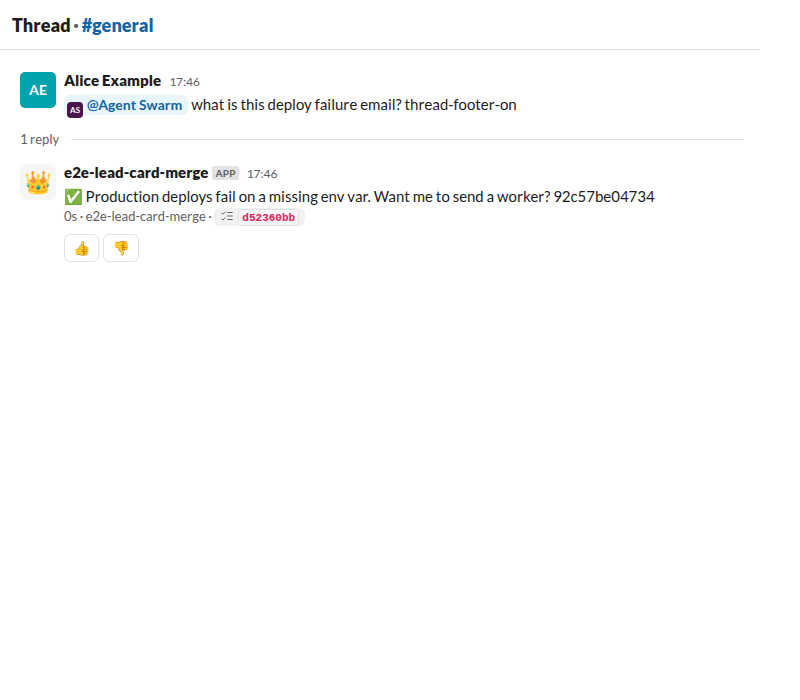 Thread • #general
AE
Alice Example 17:46
AS @Agent Swarm what is this deploy failure email? thread-footer-on
1 reply
e2e-lead-card-merge APP 17:46
✅ Production deploys fail on a missing env var. Want me to send a worker? 92c57be04734
0s · e2e-lead-card-merge · d52360bb
👍 👎